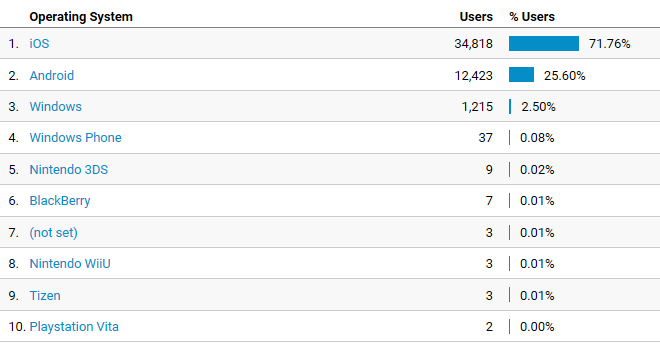 Operating System Users % Users
1. iOS 34,818 71.76%
2. Android 12,423 25.60%
3. Windows 1,215 2.50%
4. Windows Phone 37 0.08%
5. Nintendo 3DS 9 0.02%
6. BlackBerry 7 0.01%
7. (not set) 3 0.01%
8. Nintendo WiiU 3 0.01%
9. Tizen 3 0.01%
10. Playstation Vita 2 0.00%